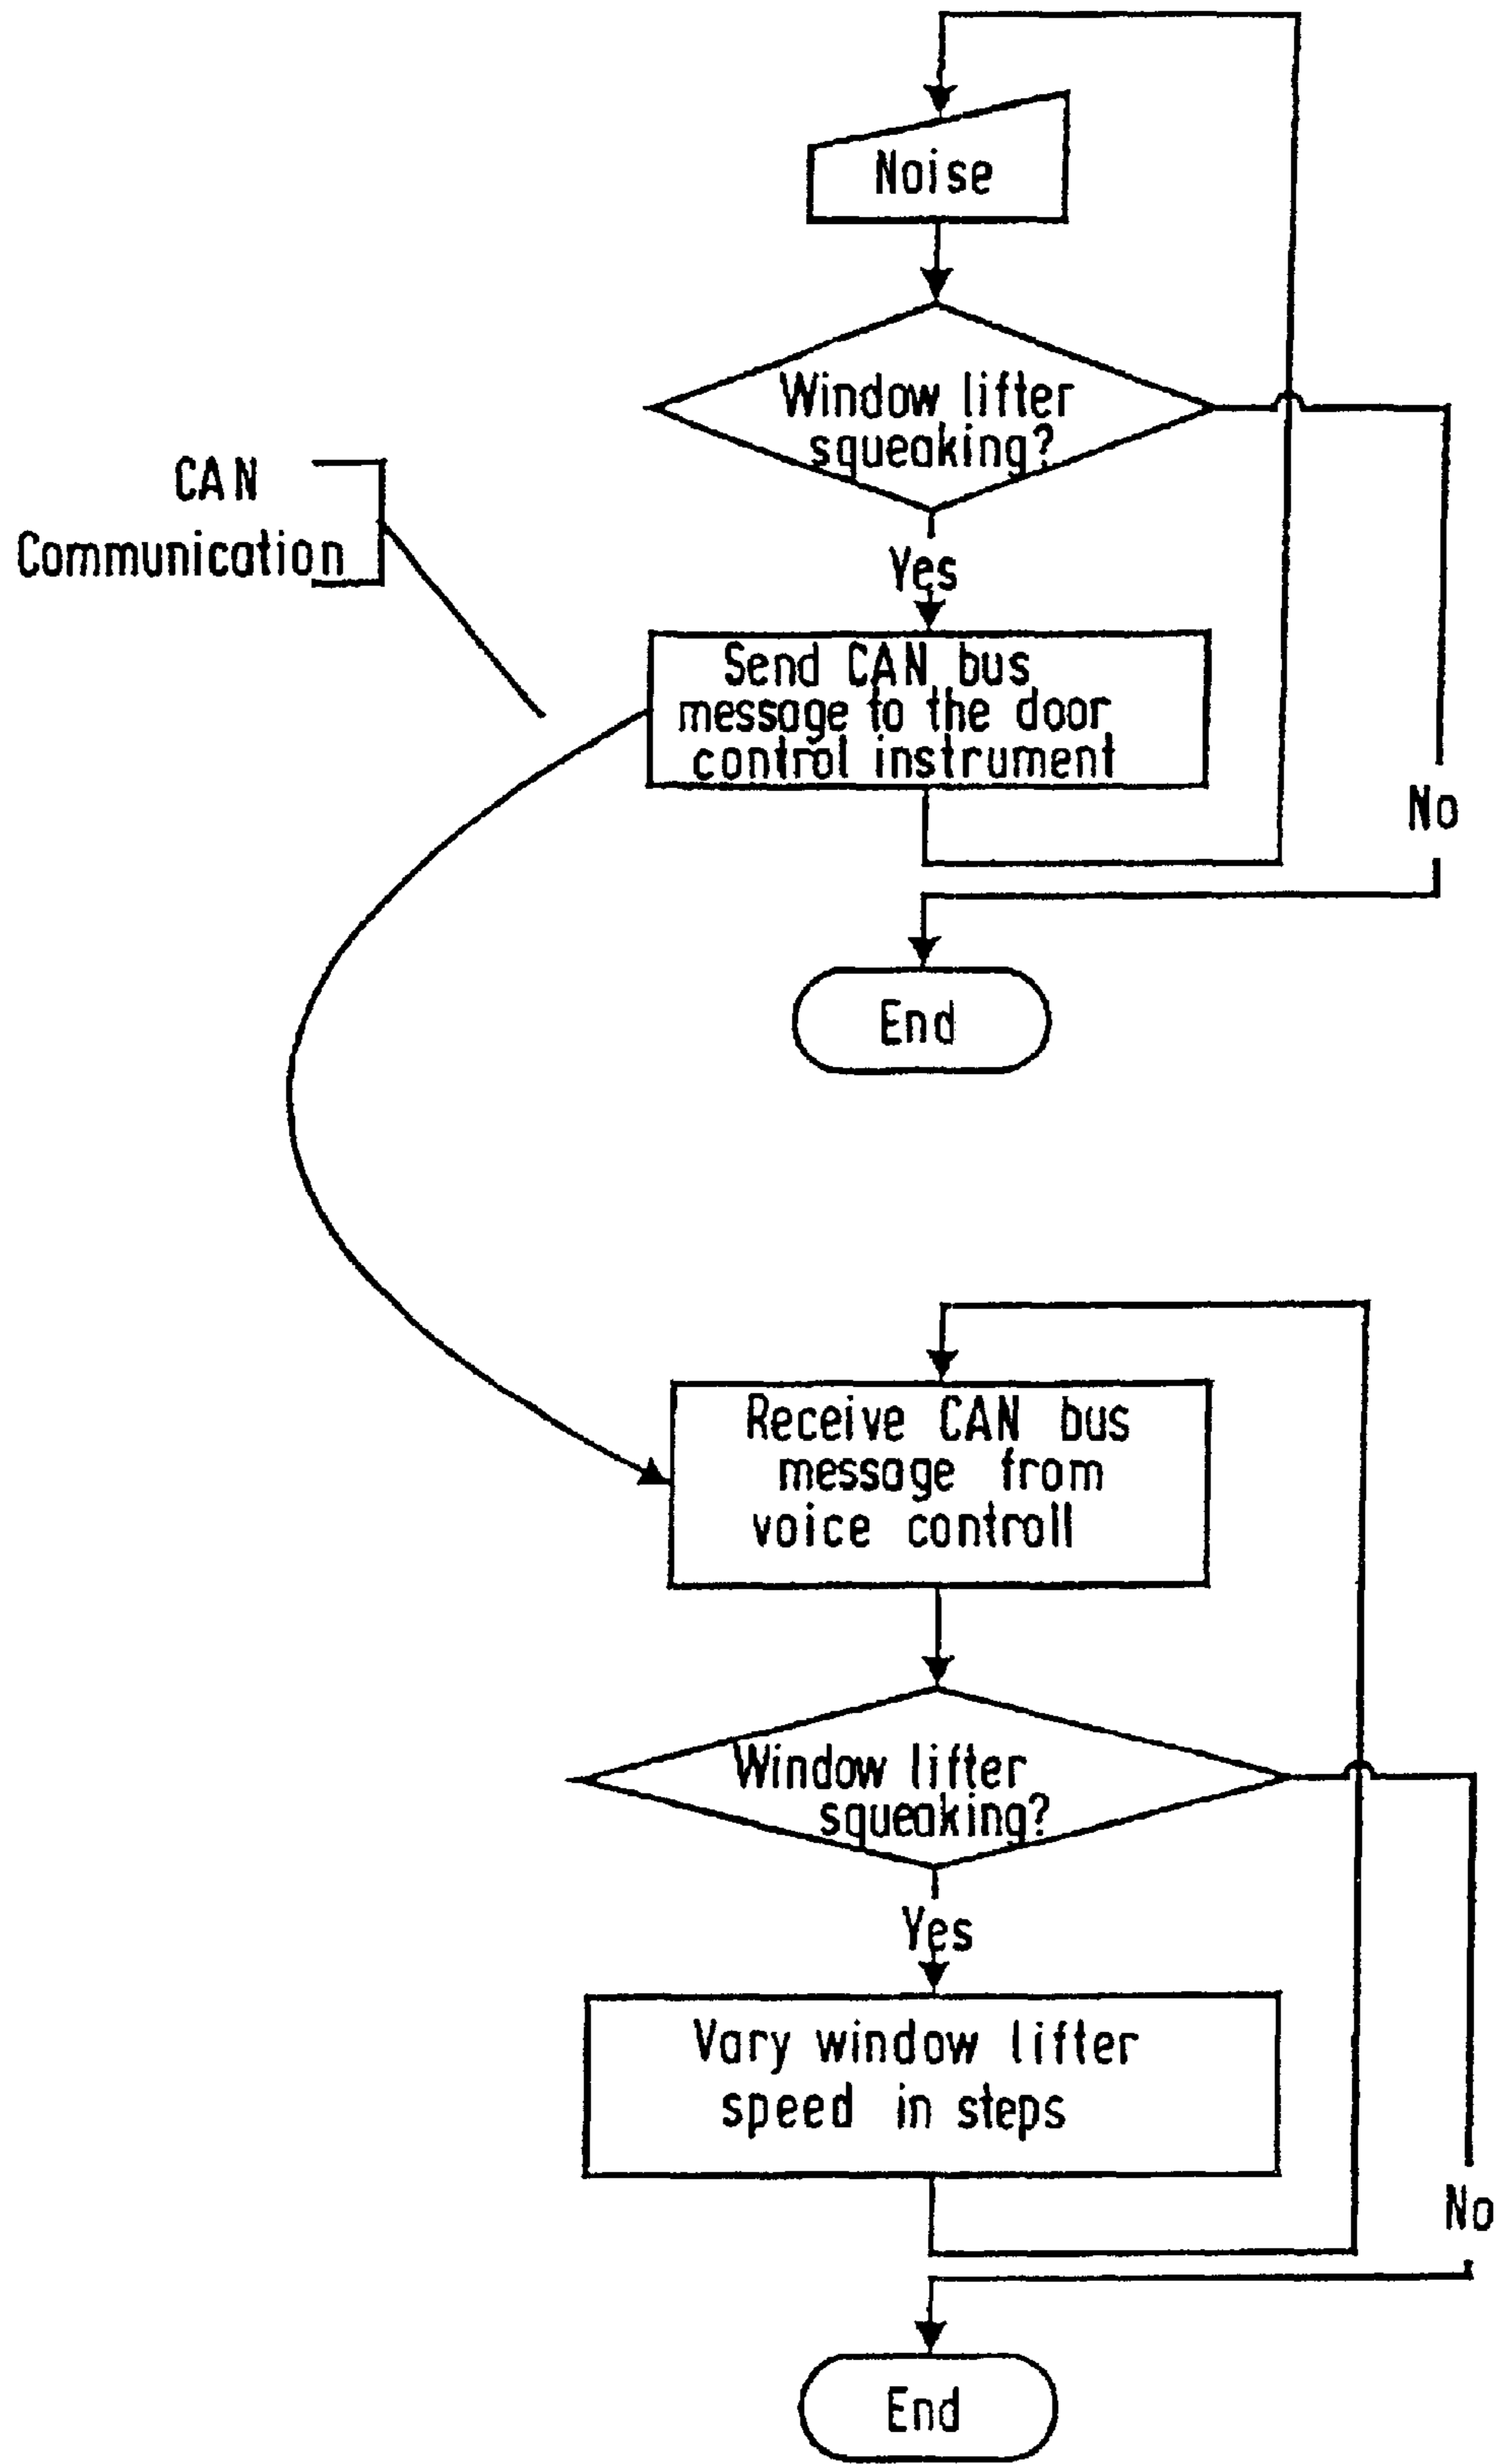 Noise
Window lifter
squeaking?
CAN
Communication
Yes
Send CAN bus
message to the door
control instrument
No
End
Receive CAN bus
message from
voice controll
Window lifter
squeaking?
Yes
Vary window lifter
speed in steps
No
End